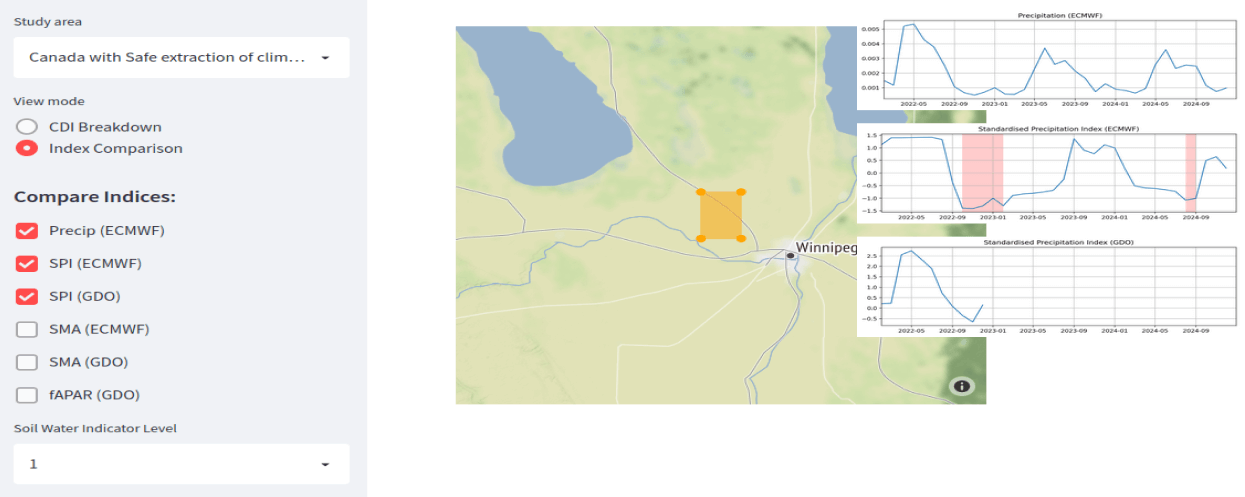 Study area
Canada with Safe extraction of clim...
View mode
CDI Breakdown
Index Comparison
Compare Indices:
Precip (ECMWF)
SPI (ECMWF)
SPI (GDO)
SMA (ECMWF)
SMA (GDO)
fAPAR (GDO)
Soil Water Indicator Level
1
Winnipeg
Precipitation (ECMWF)
0.005
0.004
0.003
0.002
0.001
2022-05 2022-09 2023-01 2023-05 2023-09 2024-01 2024-05 2024-09
Standardised Precipitation Index (ECMWF)
1.5
1.0
0.5
0.0
−0.5
−1.0
−1.5
2022-05 2022-09 2023-01 2023-05 2023-09 2024-01 2024-05 2024-09
Standardised Precipitation Index (GDO)
2.5
2.0
1.5
1.0
0.5
0.0
−0.5
2022-05 2022-09 2023-01 2023-05 2023-09 2024-01 2024-05 2024-09